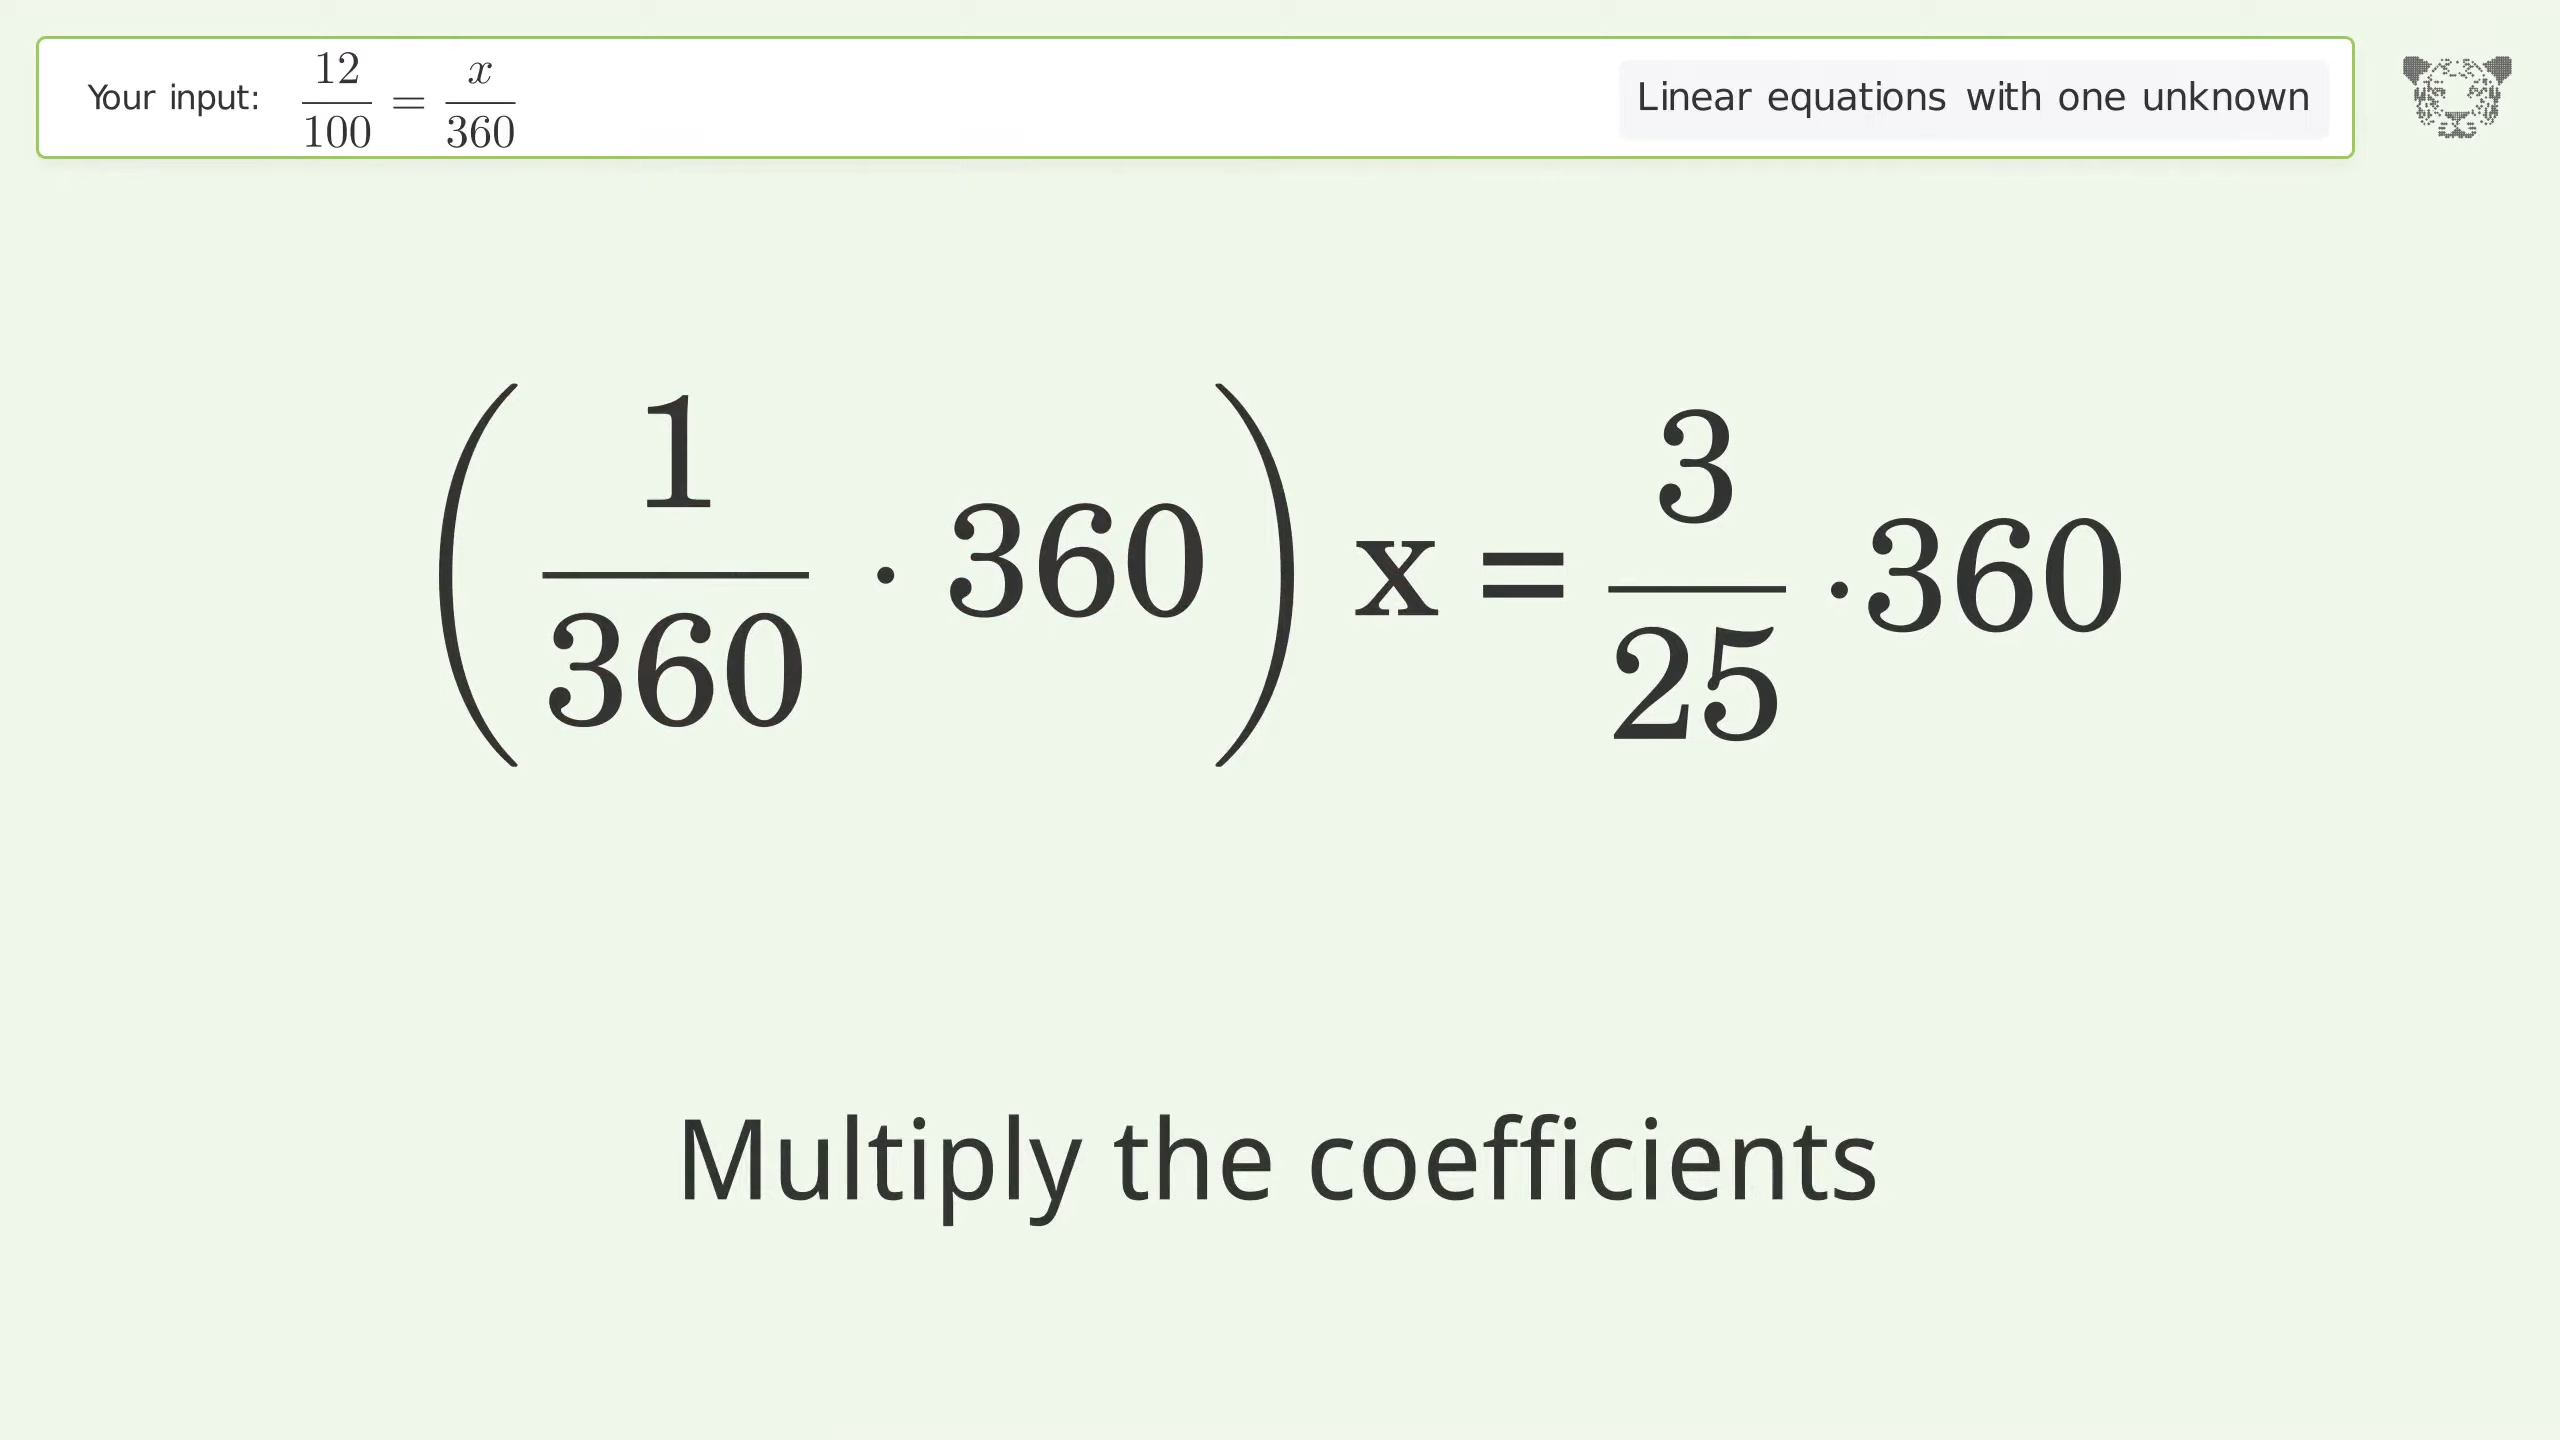 Your input: 12/100 = x/360
Linear equations with one unknown
(1/360 · 360) x = 3/25 ·360
Multiply the coefficients